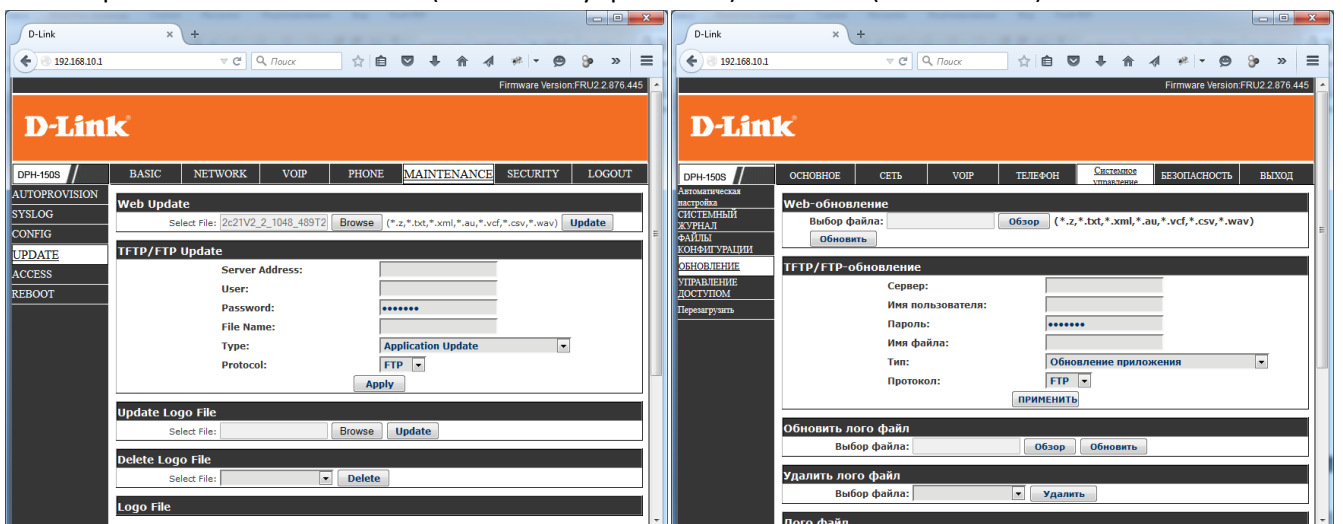 D-Link
192.168.10.1
Поиск
Firmware Version:FRU2.2.876.445
D-Link
DPH-150S
BASIC
NETWORK
VOIP
PHONE
MAINTENANCE
SECURITY
LOGOUT
AUTOPROVISION
SYSLOG
CONFIG
UPDATE
ACCESS
REBOOT
Web Update
Select File: 2c21V2_2_1048_489T2 Browse (*.z,*.txt,*.xml,*.au,*.vcf,*.csv,*.wav) Update
TFTP/FTP Update
Server Address:
User:
Password: •••••••
File Name:
Type: Application Update
Protocol: FTP
Apply
Update Logo File
Select File: Browse Update
Delete Logo File
Select File: Delete
Logo File
D-Link
192.168.10.1
Поиск
Firmware Version:FRU2.2.876.445
D-Link
DPH-150S
ОСНОВНОЕ
СЕТЬ
VOIP
ТЕЛЕФОН
Системное
управление
БЕЗОПАСНОСТЬ
ВЫХОД
Автоматическая
настройка
СИСТЕМНЫЙ
ЖУРНАЛ
ФАЙЛЫ
КОНФИГУРАЦИИ
ОБНОВЛЕНИЕ
УПРАВЛЕНИЕ
ДОСТУПОМ
Перезагрузить
Web-обновление
Выбор файла: Обзор (*.z,*.txt,*.xml,*.au,*.vcf,*.csv,*.wav)
Обновить
TFTP/FTP-обновление
Сервер:
Имя пользователя:
Пароль: •••••••
Имя файла:
Тип: Обновление приложения
Протокол: FTP
ПРИМЕНИТЬ
Обновить лого файл
Выбор файла: Обзор Обновить
Удалить лого файл
Выбор файла: Удалить
Лого файл